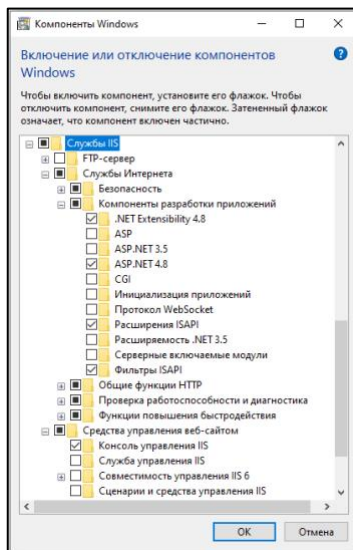 Компоненты Windows
Включение или отключение компонентов
Windows
Чтобы включить компонент, установите его флажок. Чтобы
отключить компонент, снимите его флажок. Затененный флажок
означает, что компонент включен частично.
Службы IIS
FTP-сервер
Службы Интернета
Безопасность
Компоненты разработки приложений
.NET Extensibility 4.8
ASP
ASP.NET 3.5
ASP.NET 4.8
CGI
Инициализация приложений
Протокол WebSocket
Расширения ISAPI
Расширяемость .NET 3.5
Серверные включаемые модули
Фильтры ISAPI
Общие функции HTTP
Проверка работоспособности и диагностика
Функции повышения быстродействия
Средства управления веб-сайтом
Консоль управления IIS
Служба управления IIS
Совместимость управления IIS 6
Сценарии и средства управления IIS
OK Отмена